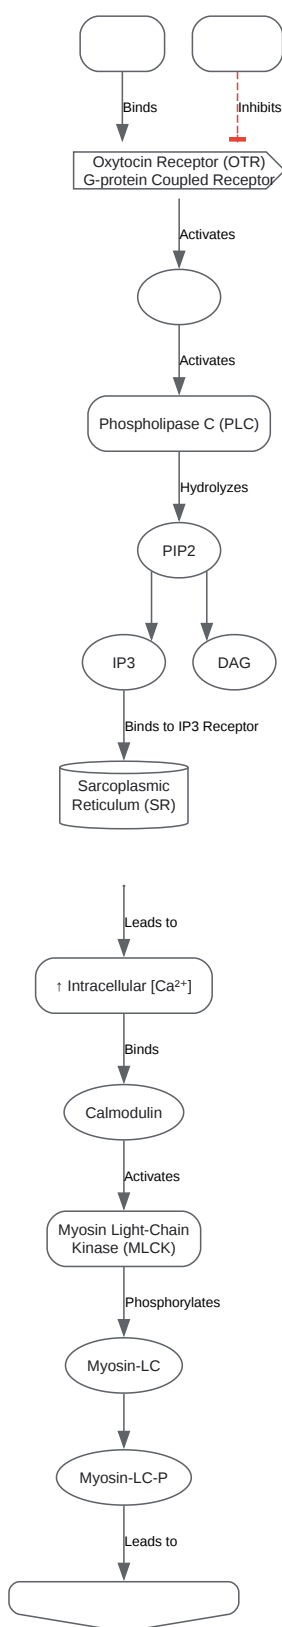 Binds
Inhibits
Oxytocin Receptor (OTR)
G-protein Coupled Receptor
Activates
Activates
Phospholipase C (PLC)
Hydrolyzes
PIP2
IP3
DAG
Binds to IP3 Receptor
Sarcoplasmic
Reticulum (SR)
Leads to
↑ Intracellular [Ca²⁺]
Binds
Calmodulin
Activates
Myosin Light-Chain
Kinase (MLCK)
Phosphorylates
Myosin-LC
Myosin-LC-P
Leads to